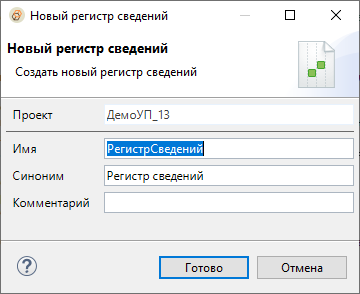 Новый регистр сведений
Новый регистр сведений
Создать новый регистр сведений
Проект ДемоУП_13
Имя РегистрСведений
Синоним Регистр сведений
Комментарий
? Готово Отмена